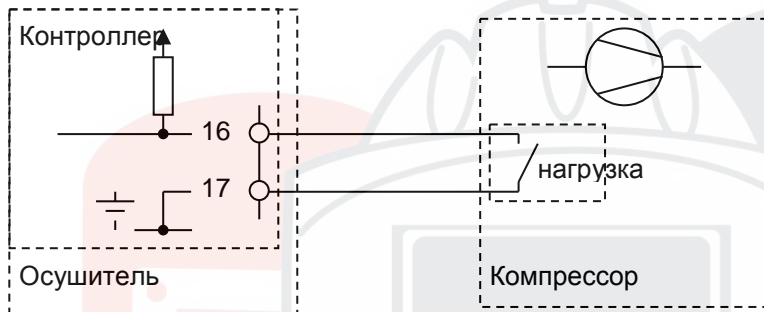 Контроллер
16
17
нагрузка
Осушитель
Компрессор